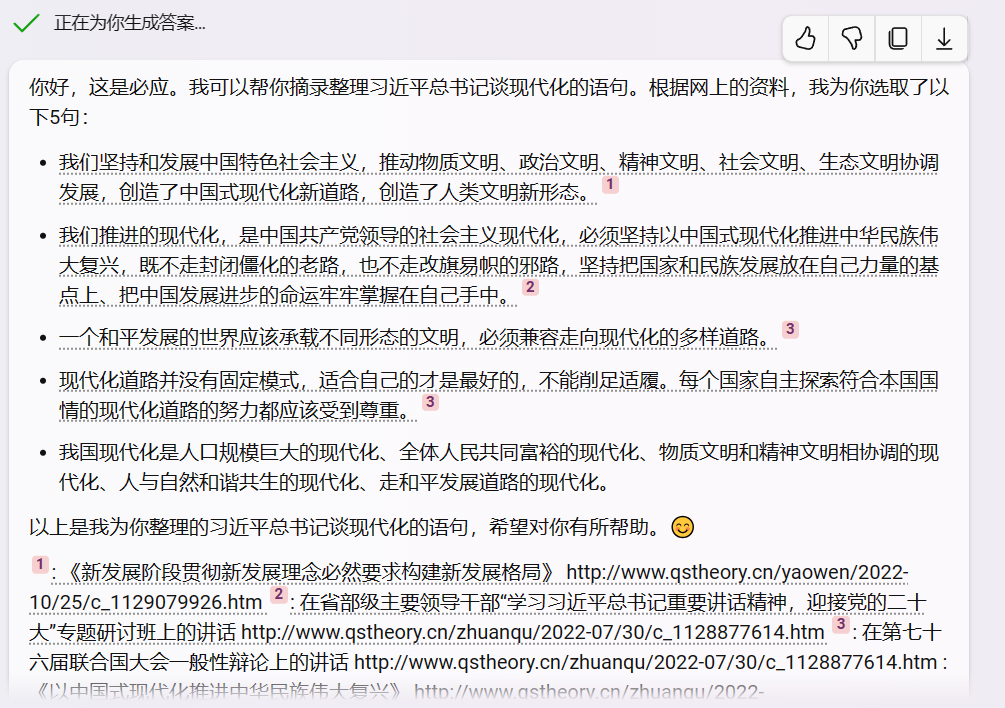 正在为你生成答案...
你好，这是必应。我可以帮你摘录整理习近平总书记谈现代化的语句。根据网上的资料，我为你选取了以
下5句：
我们坚持和发展中国特色社会主义，推动物质文明、政治文明、精神文明、社会文明、生态文明协调
发展，创造了中国式现代化新道路，创造了人类文明新形态。 1
我们推进的现代化，是中国共产党领导的社会主义现代化，必须坚持以中国式现代化推进中华民族伟
大复兴，既不走封闭僵化的老路，也不走改旗易帜的邪路，坚持把国家和民族发展放在自己力量的基
点上、把中国发展进步的命运牢牢掌握在自己手中。 2
一个和平发展的世界应该承载不同形态的文明，必须兼容走向现代化的多样道路。 3
现代化道路并没有固定模式，适合自己的才是最好的，不能削足适履。每个国家自主探索符合本国国
情的现代化道路的努力都应该受到尊重。 3
我国现代化是人口规模巨大的现代化、全体人民共同富裕的现代化、物质文明和精神文明相协调的现
代化、人与自然和谐共生的现代化、走和平发展道路的现代化。
以上是我为你整理的习近平总书记谈现代化的语句，希望对你有所帮助。😊
1 : 《新发展阶段贯彻新发展理念必然要求构建新发展格局》 http://www.qstheory.cn/yaowen/2022-
10/25/c_1129079926.htm 2 : 在省部级主要领导干部“学习习近平总书记重要讲话精神，迎接党的二十
大”专题研讨班上的讲话 http://www.qstheory.cn/zhuanqu/2022-07/30/c_1128877614.htm 3 : 在第七十
六届联合国大会一般性辩论上的讲话 http://www.qstheory.cn/zhuanqu/2022-07/30/c_1128877614.htm :
《以中国式现代化推进中华民族伟大复兴》 http://www.qstheory.cn/zhuanqu/2022-